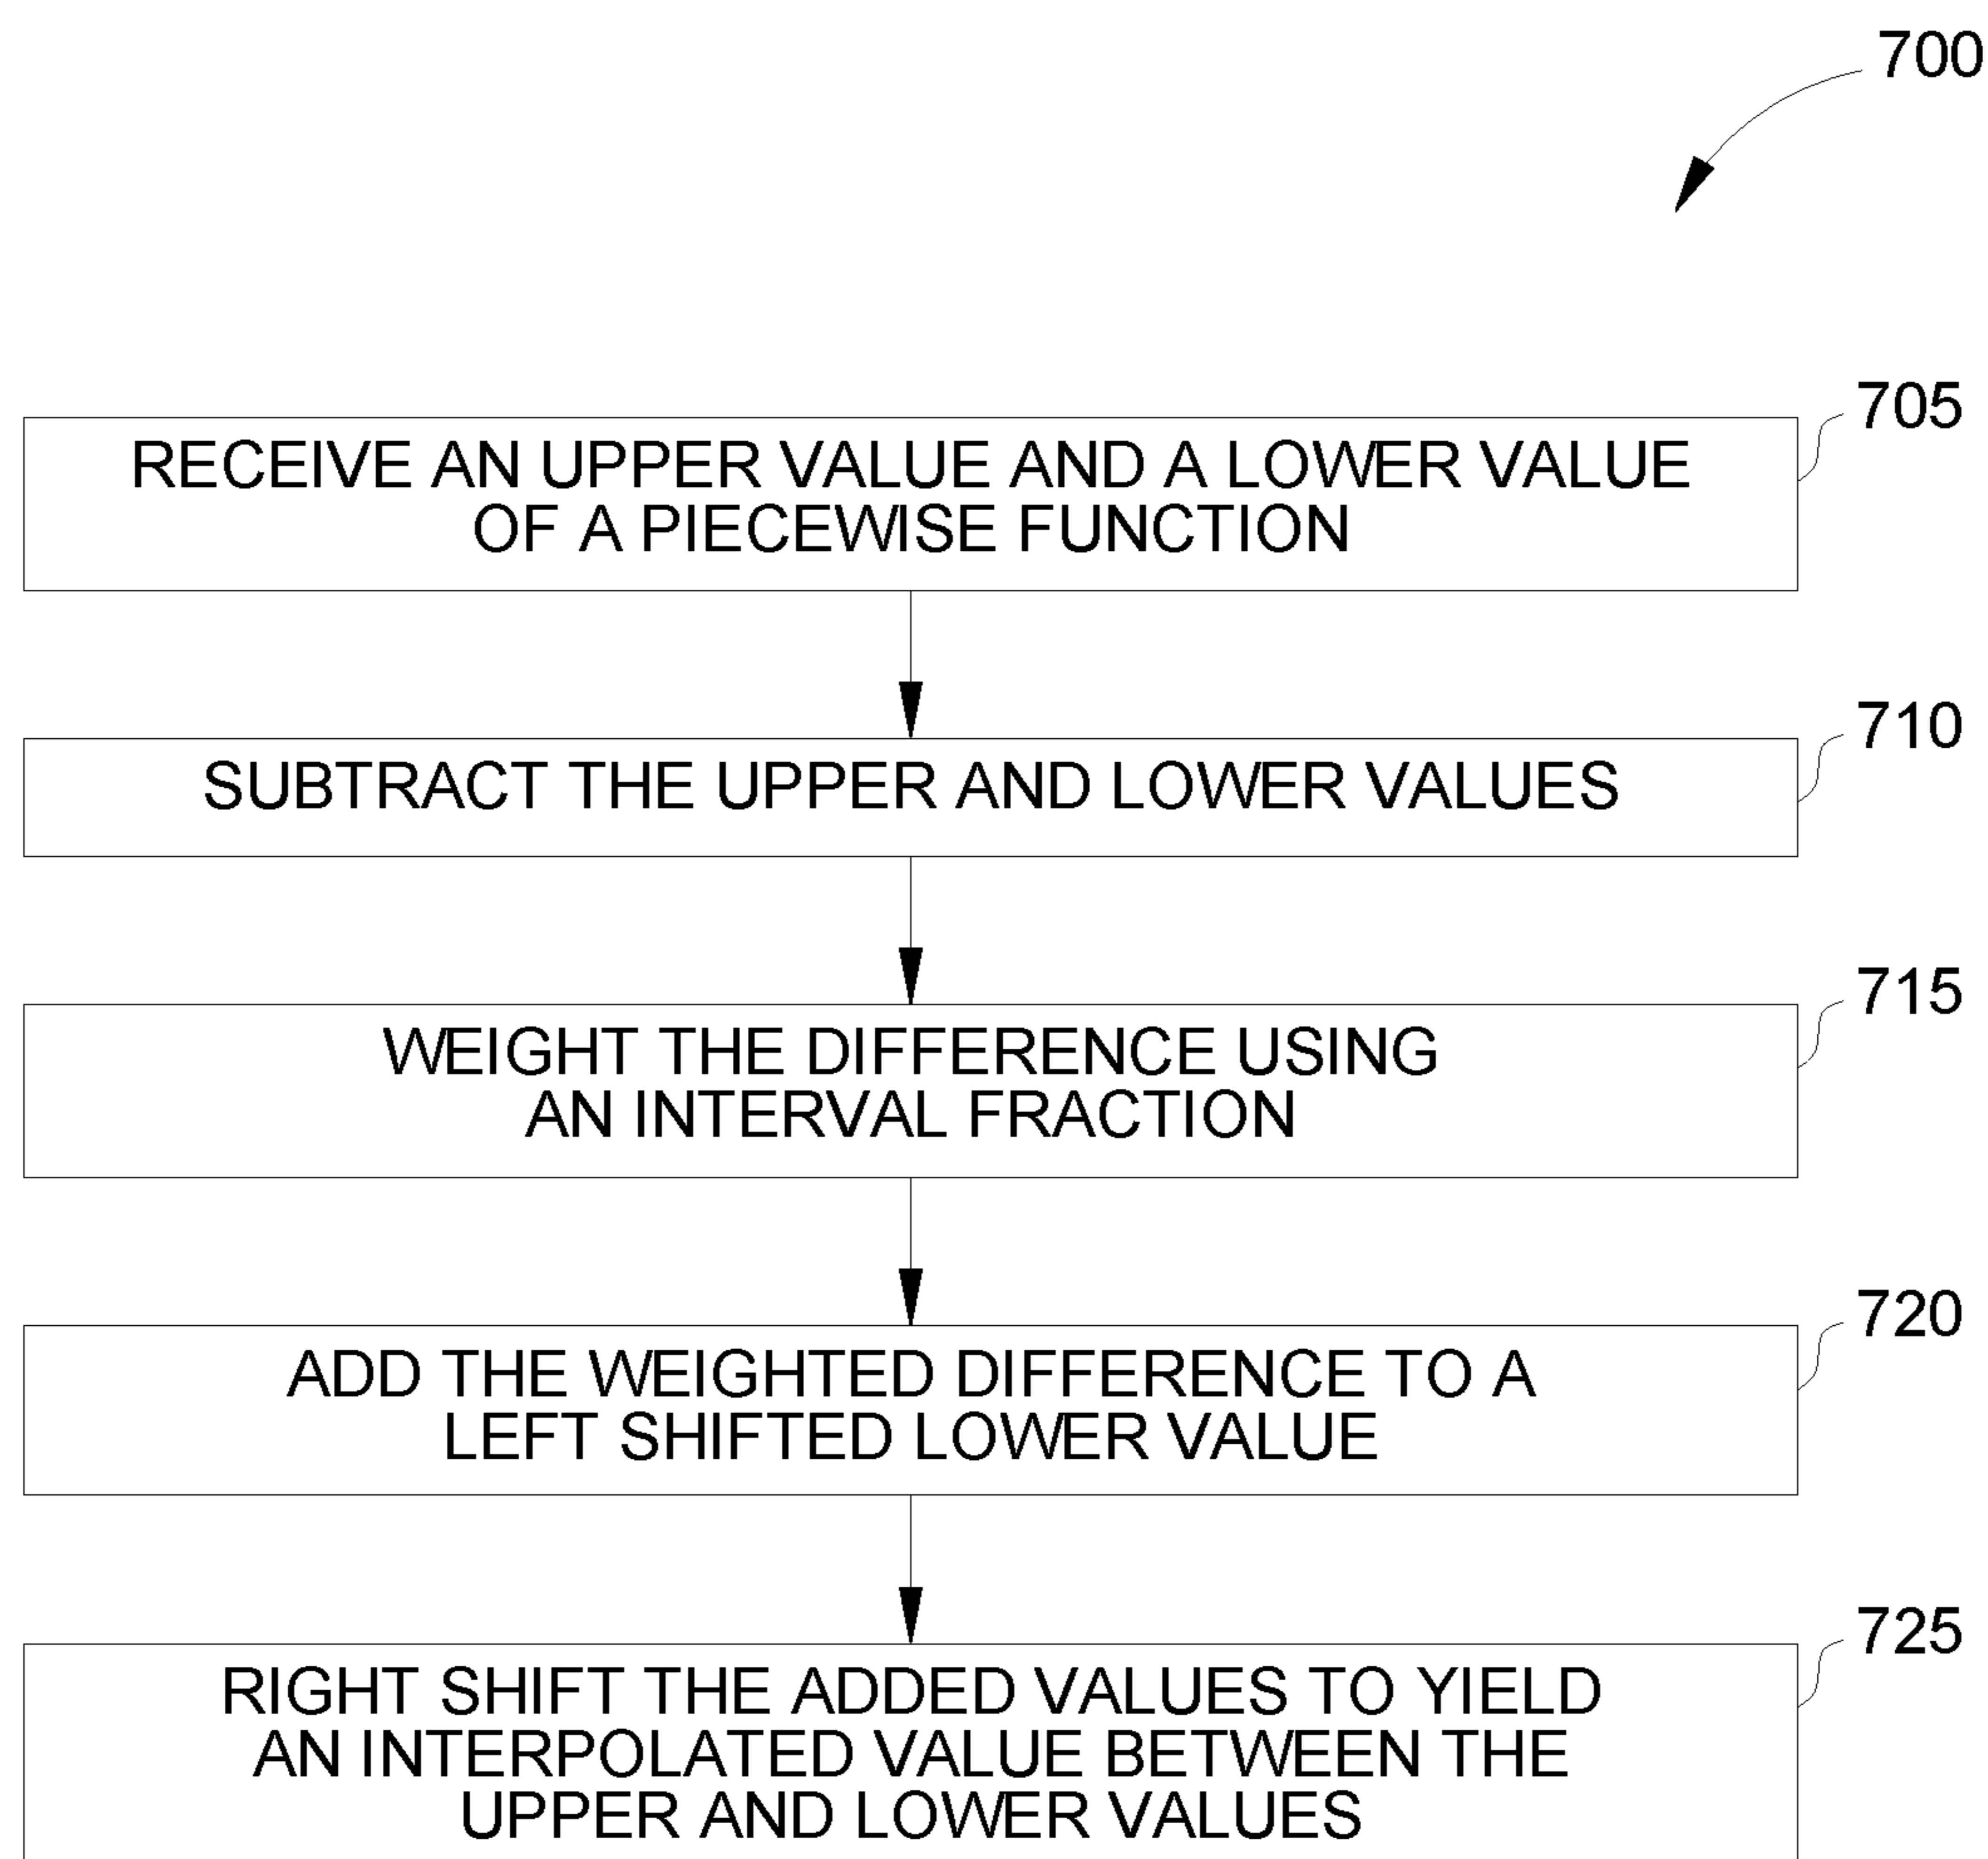 700
705
RECEIVE AN UPPER VALUE AND A LOWER VALUE
OF A PIECEWISE FUNCTION
710
SUBTRACT THE UPPER AND LOWER VALUES
715
WEIGHT THE DIFFERENCE USING
AN INTERVAL FRACTION
720
ADD THE WEIGHTED DIFFERENCE TO A
LEFT SHIFTED LOWER VALUE
725
RIGHT SHIFT THE ADDED VALUES TO YIELD
AN INTERPOLATED VALUE BETWEEN THE
UPPER AND LOWER VALUES